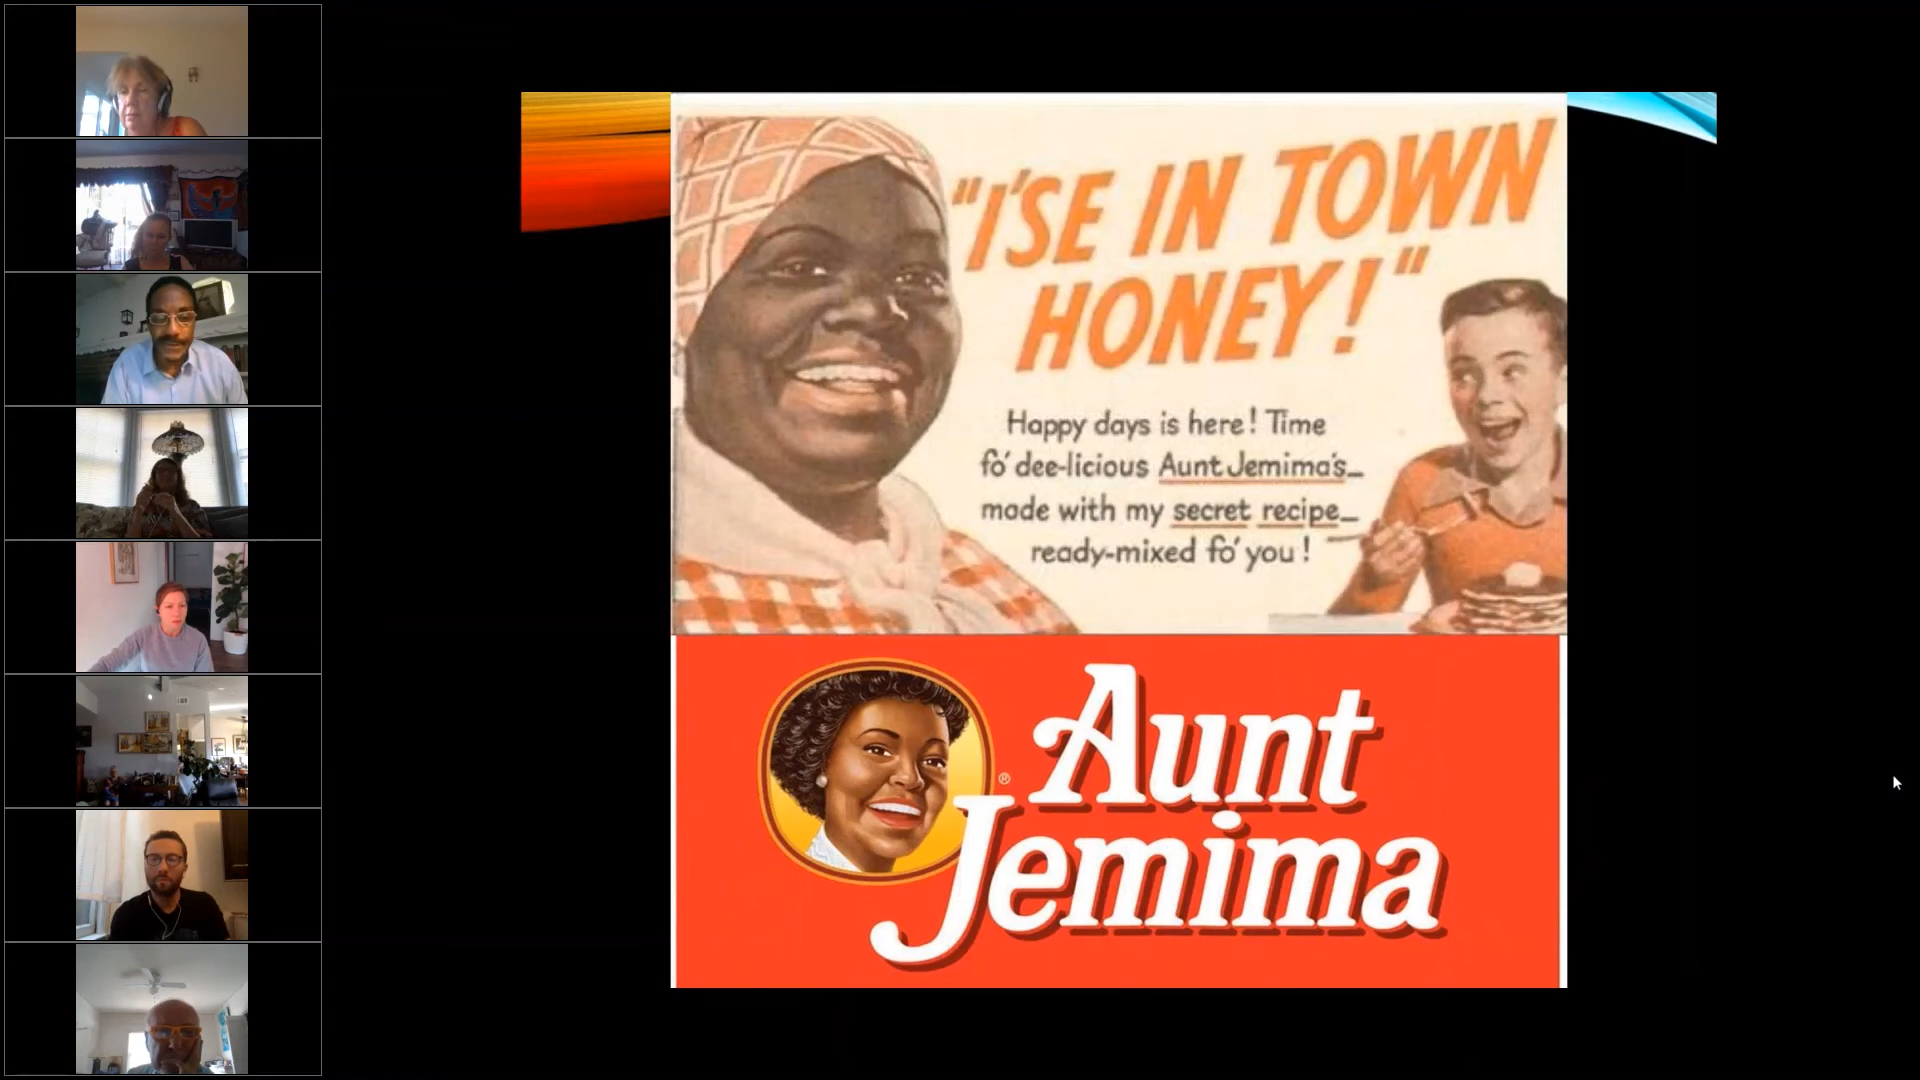 "I'SE IN TOWN
HONEY!"
Happy days is here! Time
fo' dee-licious Aunt Jemima's_
made with my secret recipe_
ready-mixed fo' you!
Aunt
Jemima
®